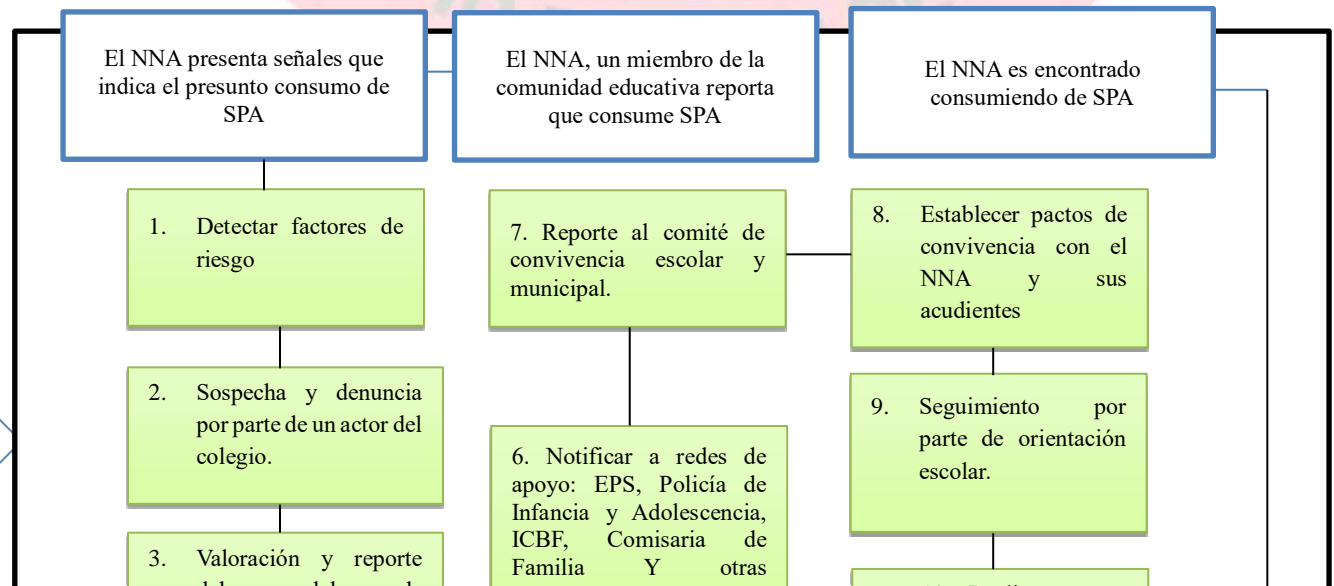 El NNA presenta señales que
indica el presunto consumo de
SPA
El NNA, un miembro de la
comunidad educativa reporta
que consume SPA
El NNA es encontrado
consumiendo de SPA
1. Detectar factores de
riesgo
7. Reporte al comité de
convivencia escolar y
municipal.
8. Establecer pactos de
convivencia con el
NNA y sus
acudientes
2. Sospecha y denuncia
por parte de un actor del
colegio.
9. Seguimiento por
parte de orientación
escolar.
6. Notificar a redes de
apoyo: EPS, Policía de
Infancia y Adolescencia,
ICBF, Comisaria de
Familia Y otras
3. Valoración y reporte